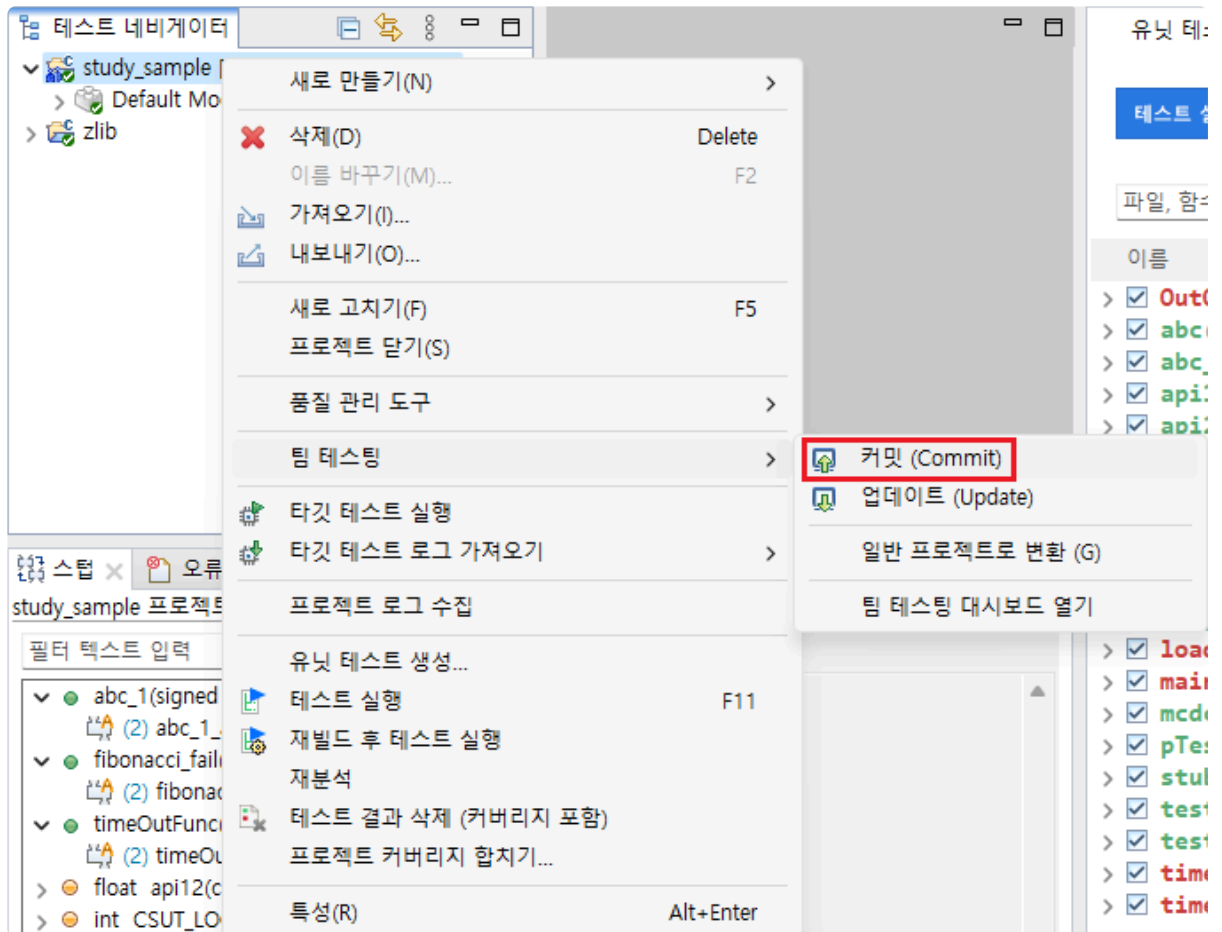 테스트 네비게이터
study_sample [
Default Mo
zlib
새로 만들기(N)
삭제(D) Delete
이름 바꾸기(M)... F2
가져오기(I)...
내보내기(O)...
새로 고치기(F) F5
프로젝트 닫기(S)
품질 관리 도구
팀 테스팅
타깃 테스트 실행
타깃 테스트 로그 가져오기
프로젝트 로그 수집
유닛 테스트 생성...
테스트 실행 F11
재빌드 후 테스트 실행
재분석
테스트 결과 삭제 (커버리지 포함)
프로젝트 커버리지 합치기...
특성(R) Alt+Enter
커밋 (Commit)
업데이트 (Update)
일반 프로젝트로 변환 (G)
팀 테스팅 대시보드 열기
스텁
오류
study_sample 프로젝트
필터 텍스트 입력
abc_1(signed
(2) abc_1_
fibonacci_fail
(2) fibonac
timeOutFunc
(2) timeOu
float api12(c
int CSUT_LO
유닛 테스
테스트 실
파일, 함수
이름
Out
abc
abc_
api1
api2
load
main
mcdc
pTes
stub
test
test
time
time